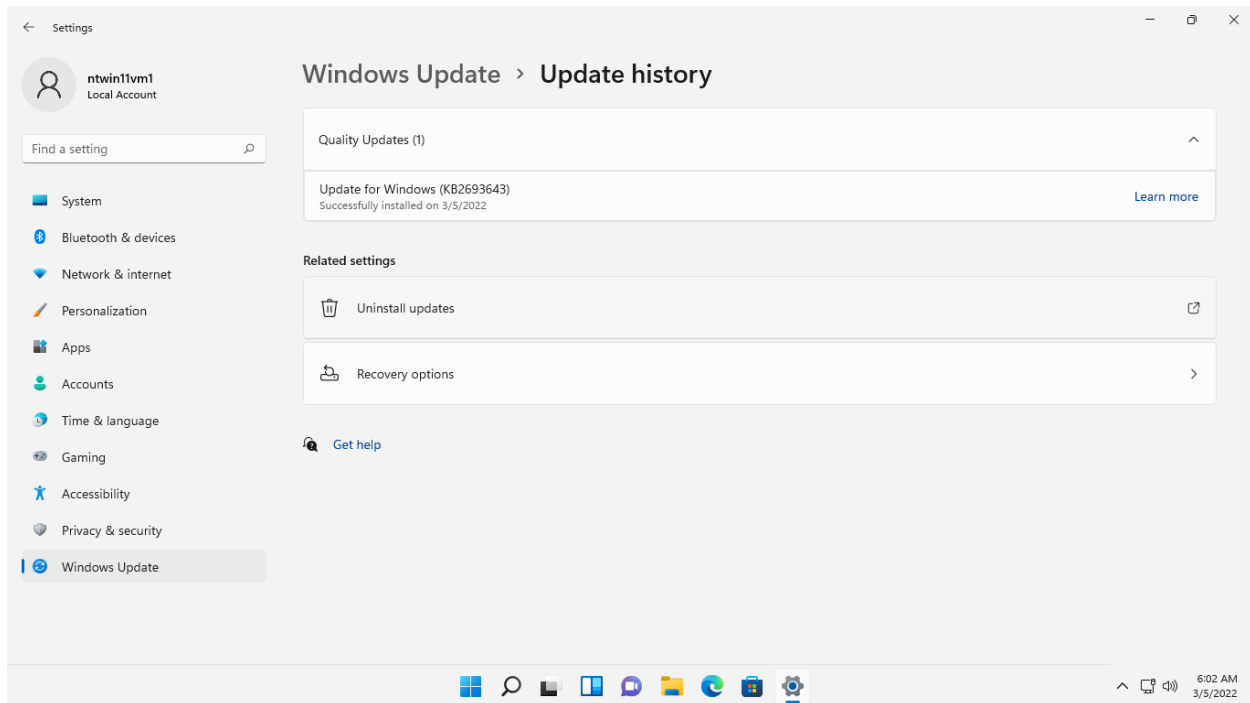 Settings
ntwin11vm1
Local Account
Find a setting
System
Bluetooth & devices
Network & internet
Personalization
Apps
Accounts
Time & language
Gaming
Accessibility
Privacy & security
Windows Update
Windows Update > Update history
Quality Updates (1)
Update for Windows (KB2693643)
Successfully installed on 3/5/2022
Learn more
Related settings
Uninstall updates
Recovery options
Get help
6:02 AM
3/5/2022